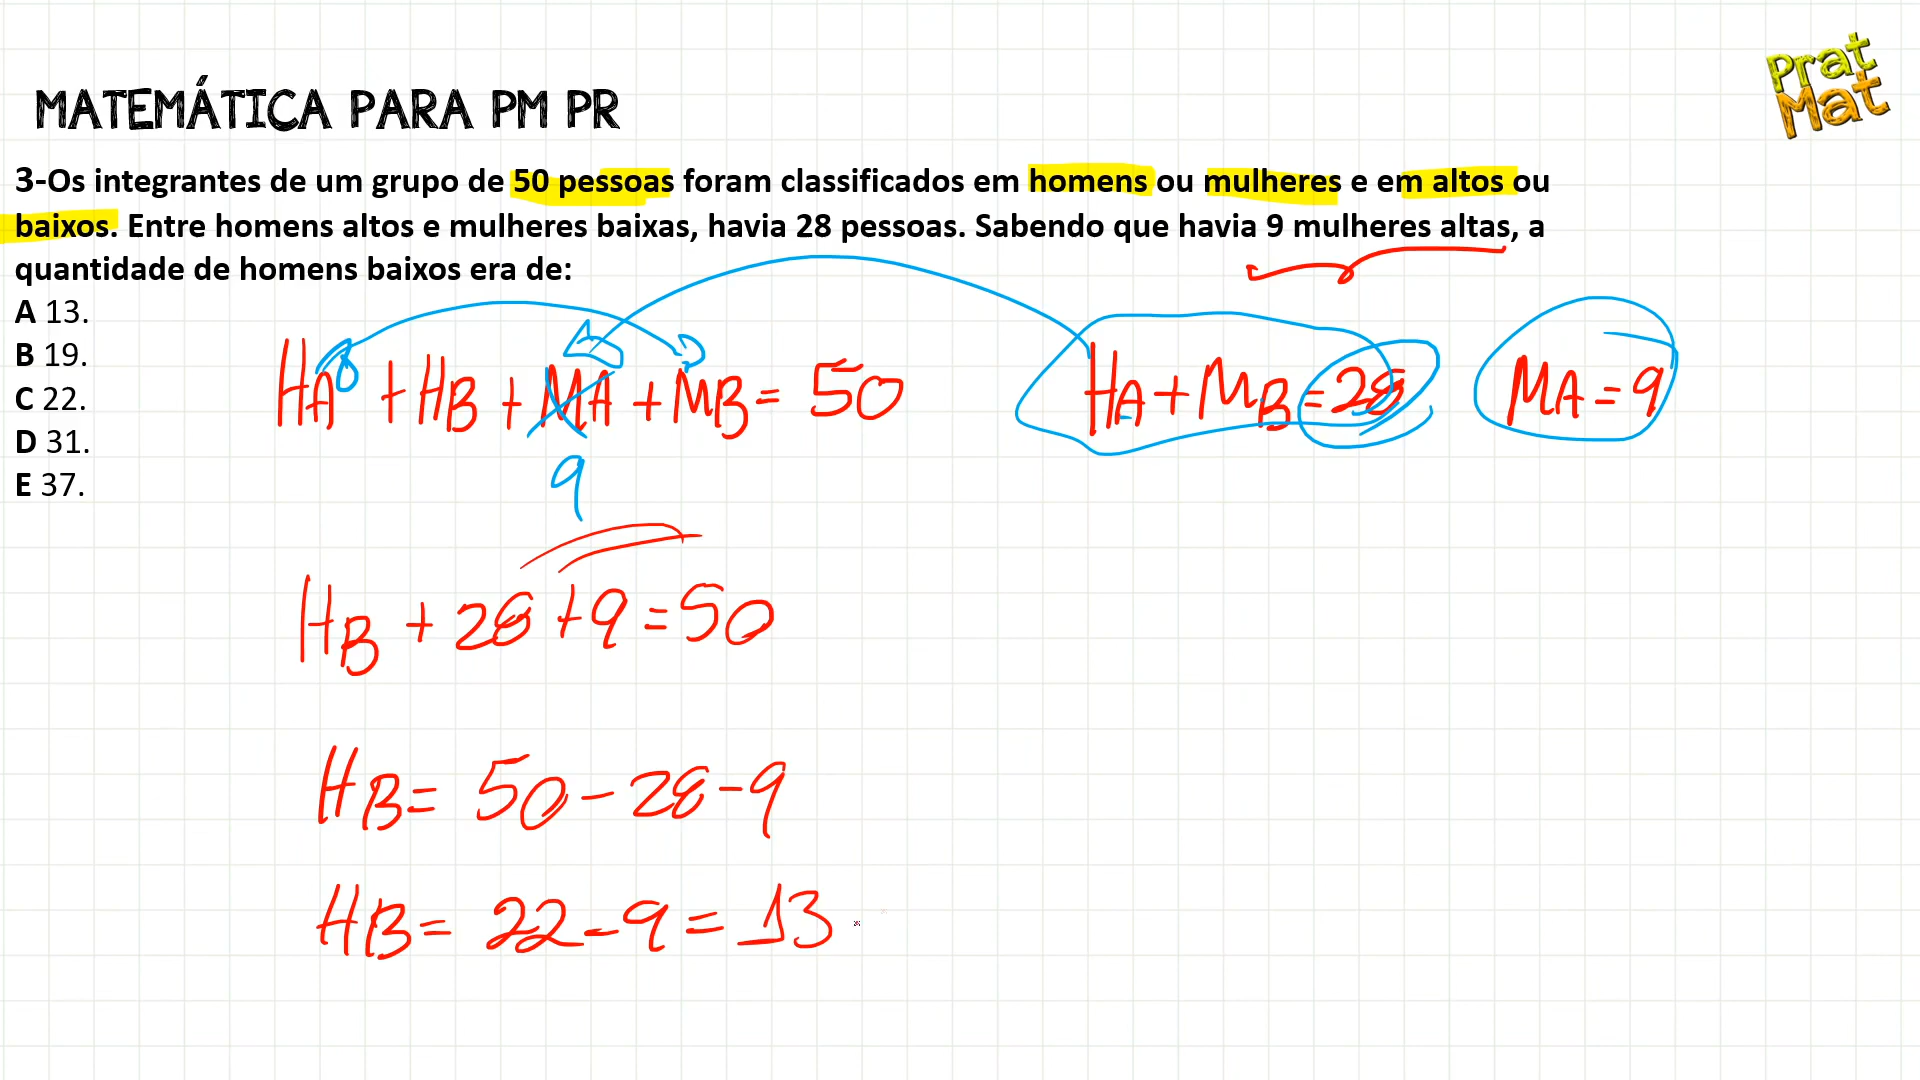 Prat
Mat
MATEMÁTICA PARA PM PR
3-Os integrantes de um grupo de 50 pessoas foram classificados em homens ou mulheres e em altos ou
baixos. Entre homens altos e mulheres baixas, havia 28 pessoas. Sabendo que havia 9 mulheres altas, a
quantidade de homens baixos era de:
A 13.
B 19.
C 22.
D 31.
E 37.
HA + HB + MA + MB = 50
HA + MB = 28
MA = 9
9
HB + 28 + 9 = 50
HB = 50 - 28 - 9
HB = 22 - 9 = 13